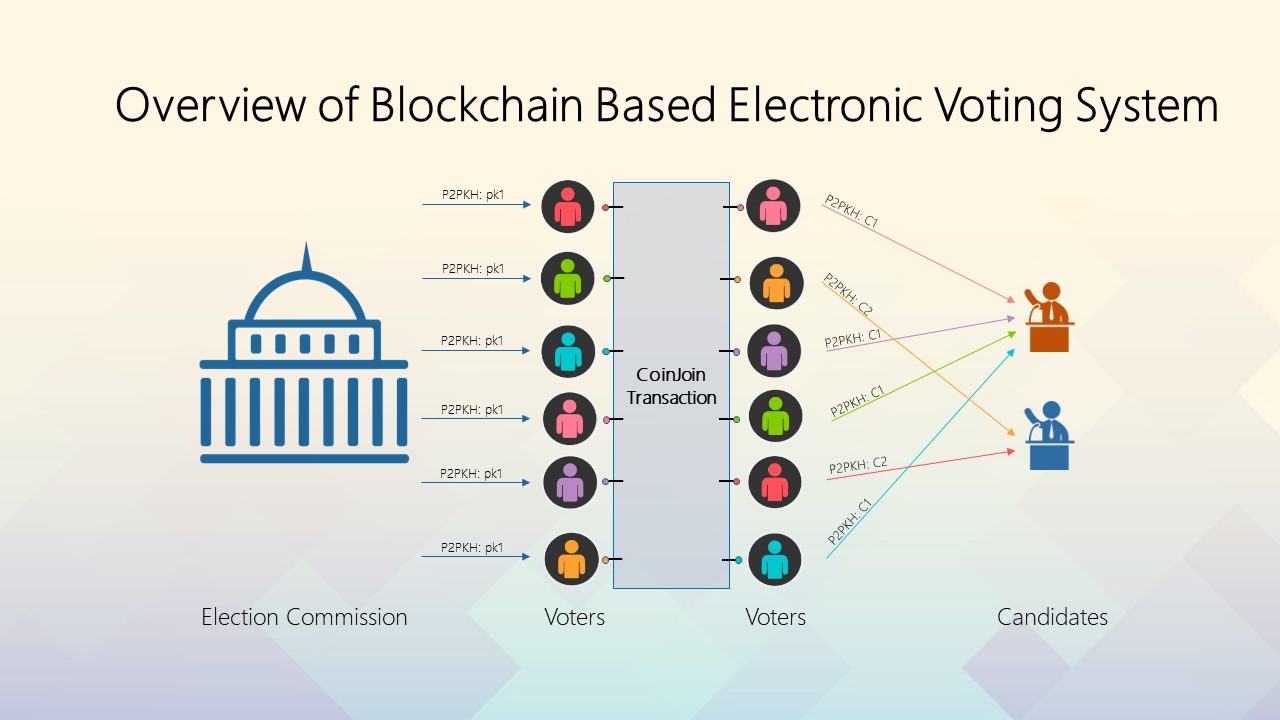 Overview of Blockchain Based Electronic Voting System
P2PKH: pk1
P2PKH: pk1
P2PKH: pk1
P2PKH: pk1
P2PKH: pk1
P2PKH: pk1
CoinJoin
Transaction
P2PKH: C1
P2PKH: C2
P2PKH: C1
P2PKH: C1
P2PKH: C2
P2PKH: C1
Election Commission
Voters
Voters
Candidates